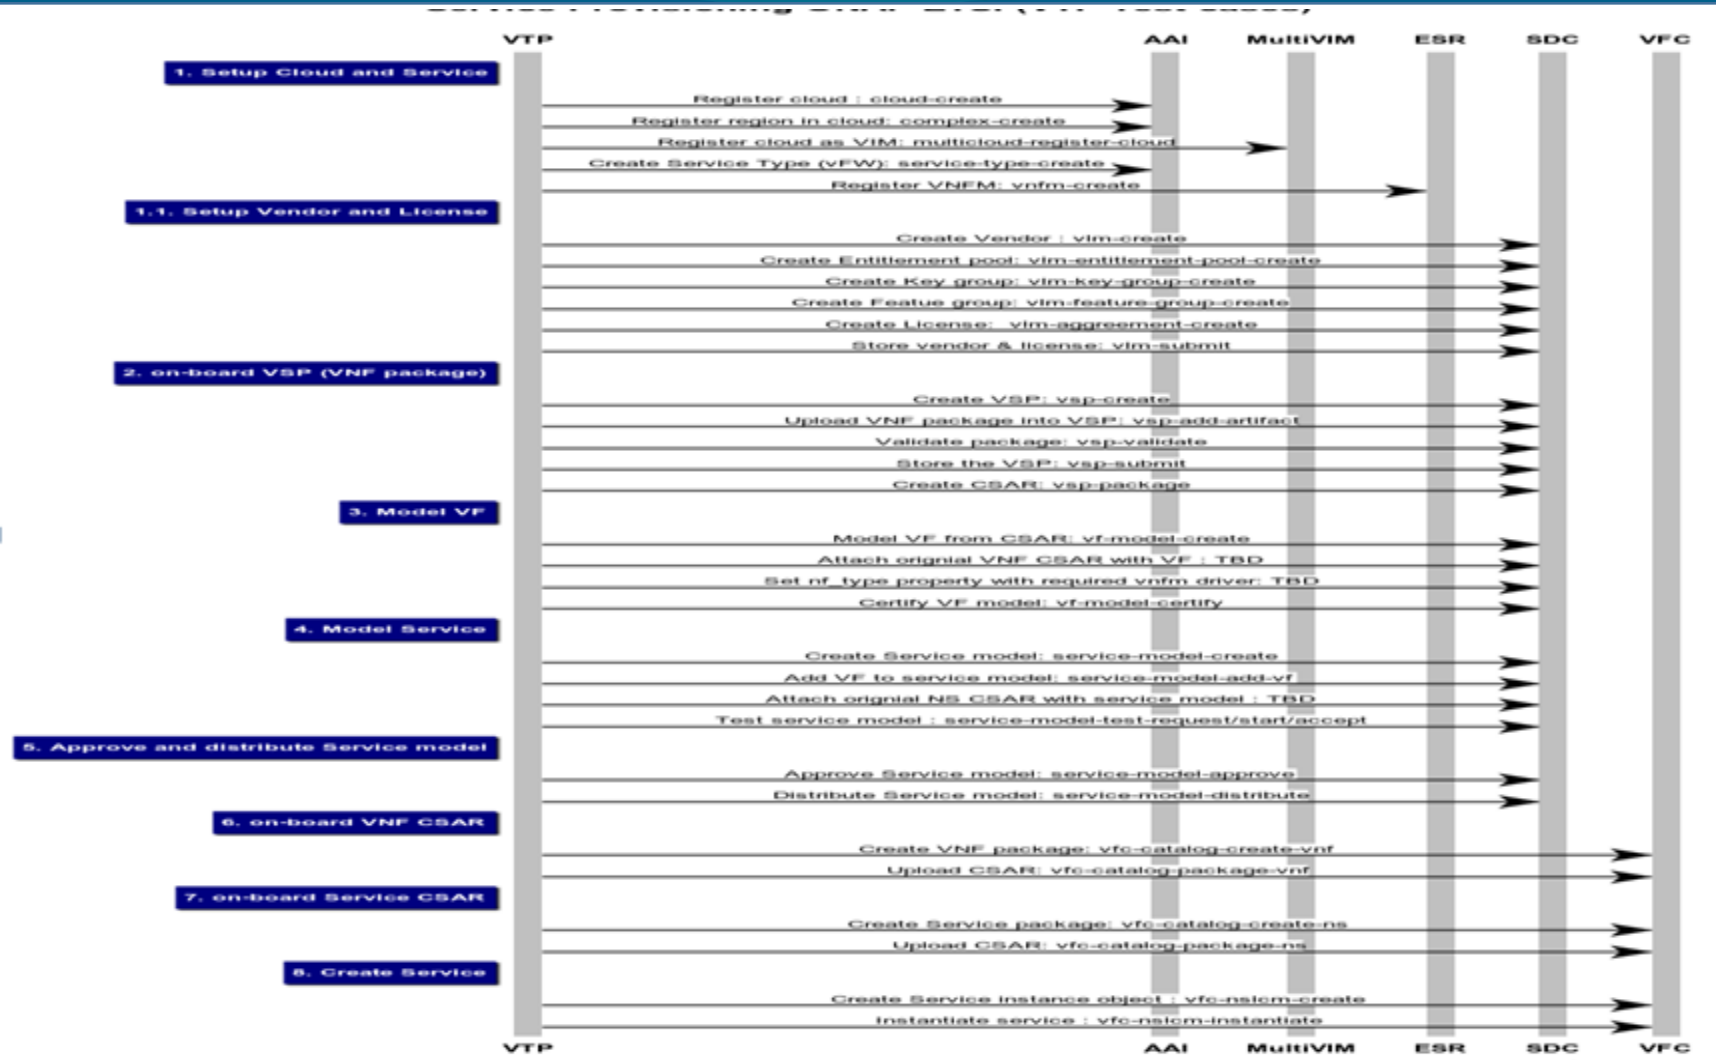 VTP AAI MultiVIM ESR SDC VFC
1. Setup Cloud and Service
Register cloud : cloud-create
Register region in cloud: complex-create
Register cloud as VIM: multicloud-register-cloud
Create Service Type (vFW): service-type-create
Register VNFM: vnfm-create
1.1. Setup Vendor and License
Create Vendor : vlm-create
Create Entitlement pool: vlm-entitlement-pool-create
Create Key group: vlm-key-group-create
Create Featue group: vlm-feature-group-create
Create License: vlm-aggreement-create
Store vendor & license: vlm-submit
2. on-board VSP (VNF package)
Create VSP: vsp-create
Upload VNF package into VSP: vsp-add-artifact
Validate package: vsp-validate
Store the VSP: vsp-submit
Create CSAR: vsp-package
3. Model VF
Model VF from CSAR: vf-model-create
Attach orignial VNF CSAR with VF : TBD
Set nf_type property with required vnfm driver: TBD
Certify VF model: vf-model-certify
4. Model Service
Create Service model: service-model-create
Add VF to service model: service-model-add-vf
Attach orignial NS CSAR with service model : TBD
Test service model : service-model-test-request/start/accept
5. Approve and distribute Service model
Approve Service model: service-model-approve
Distribute Service model: service-model-distribute
6. on-board VNF CSAR
Create VNF package: vfc-catalog-create-vnf
Upload CSAR: vfc-catalog-package-vnf
7. on-board Service CSAR
Create Service package: vfc-catalog-create-ns
Upload CSAR: vfc-catalog-package-ns
8. Create Service
Create Service instance object : vfc-nslcm-create
Instantiate service : vfc-nslcm-instantiate
VTP AAI MultiVIM ESR SDC VFC